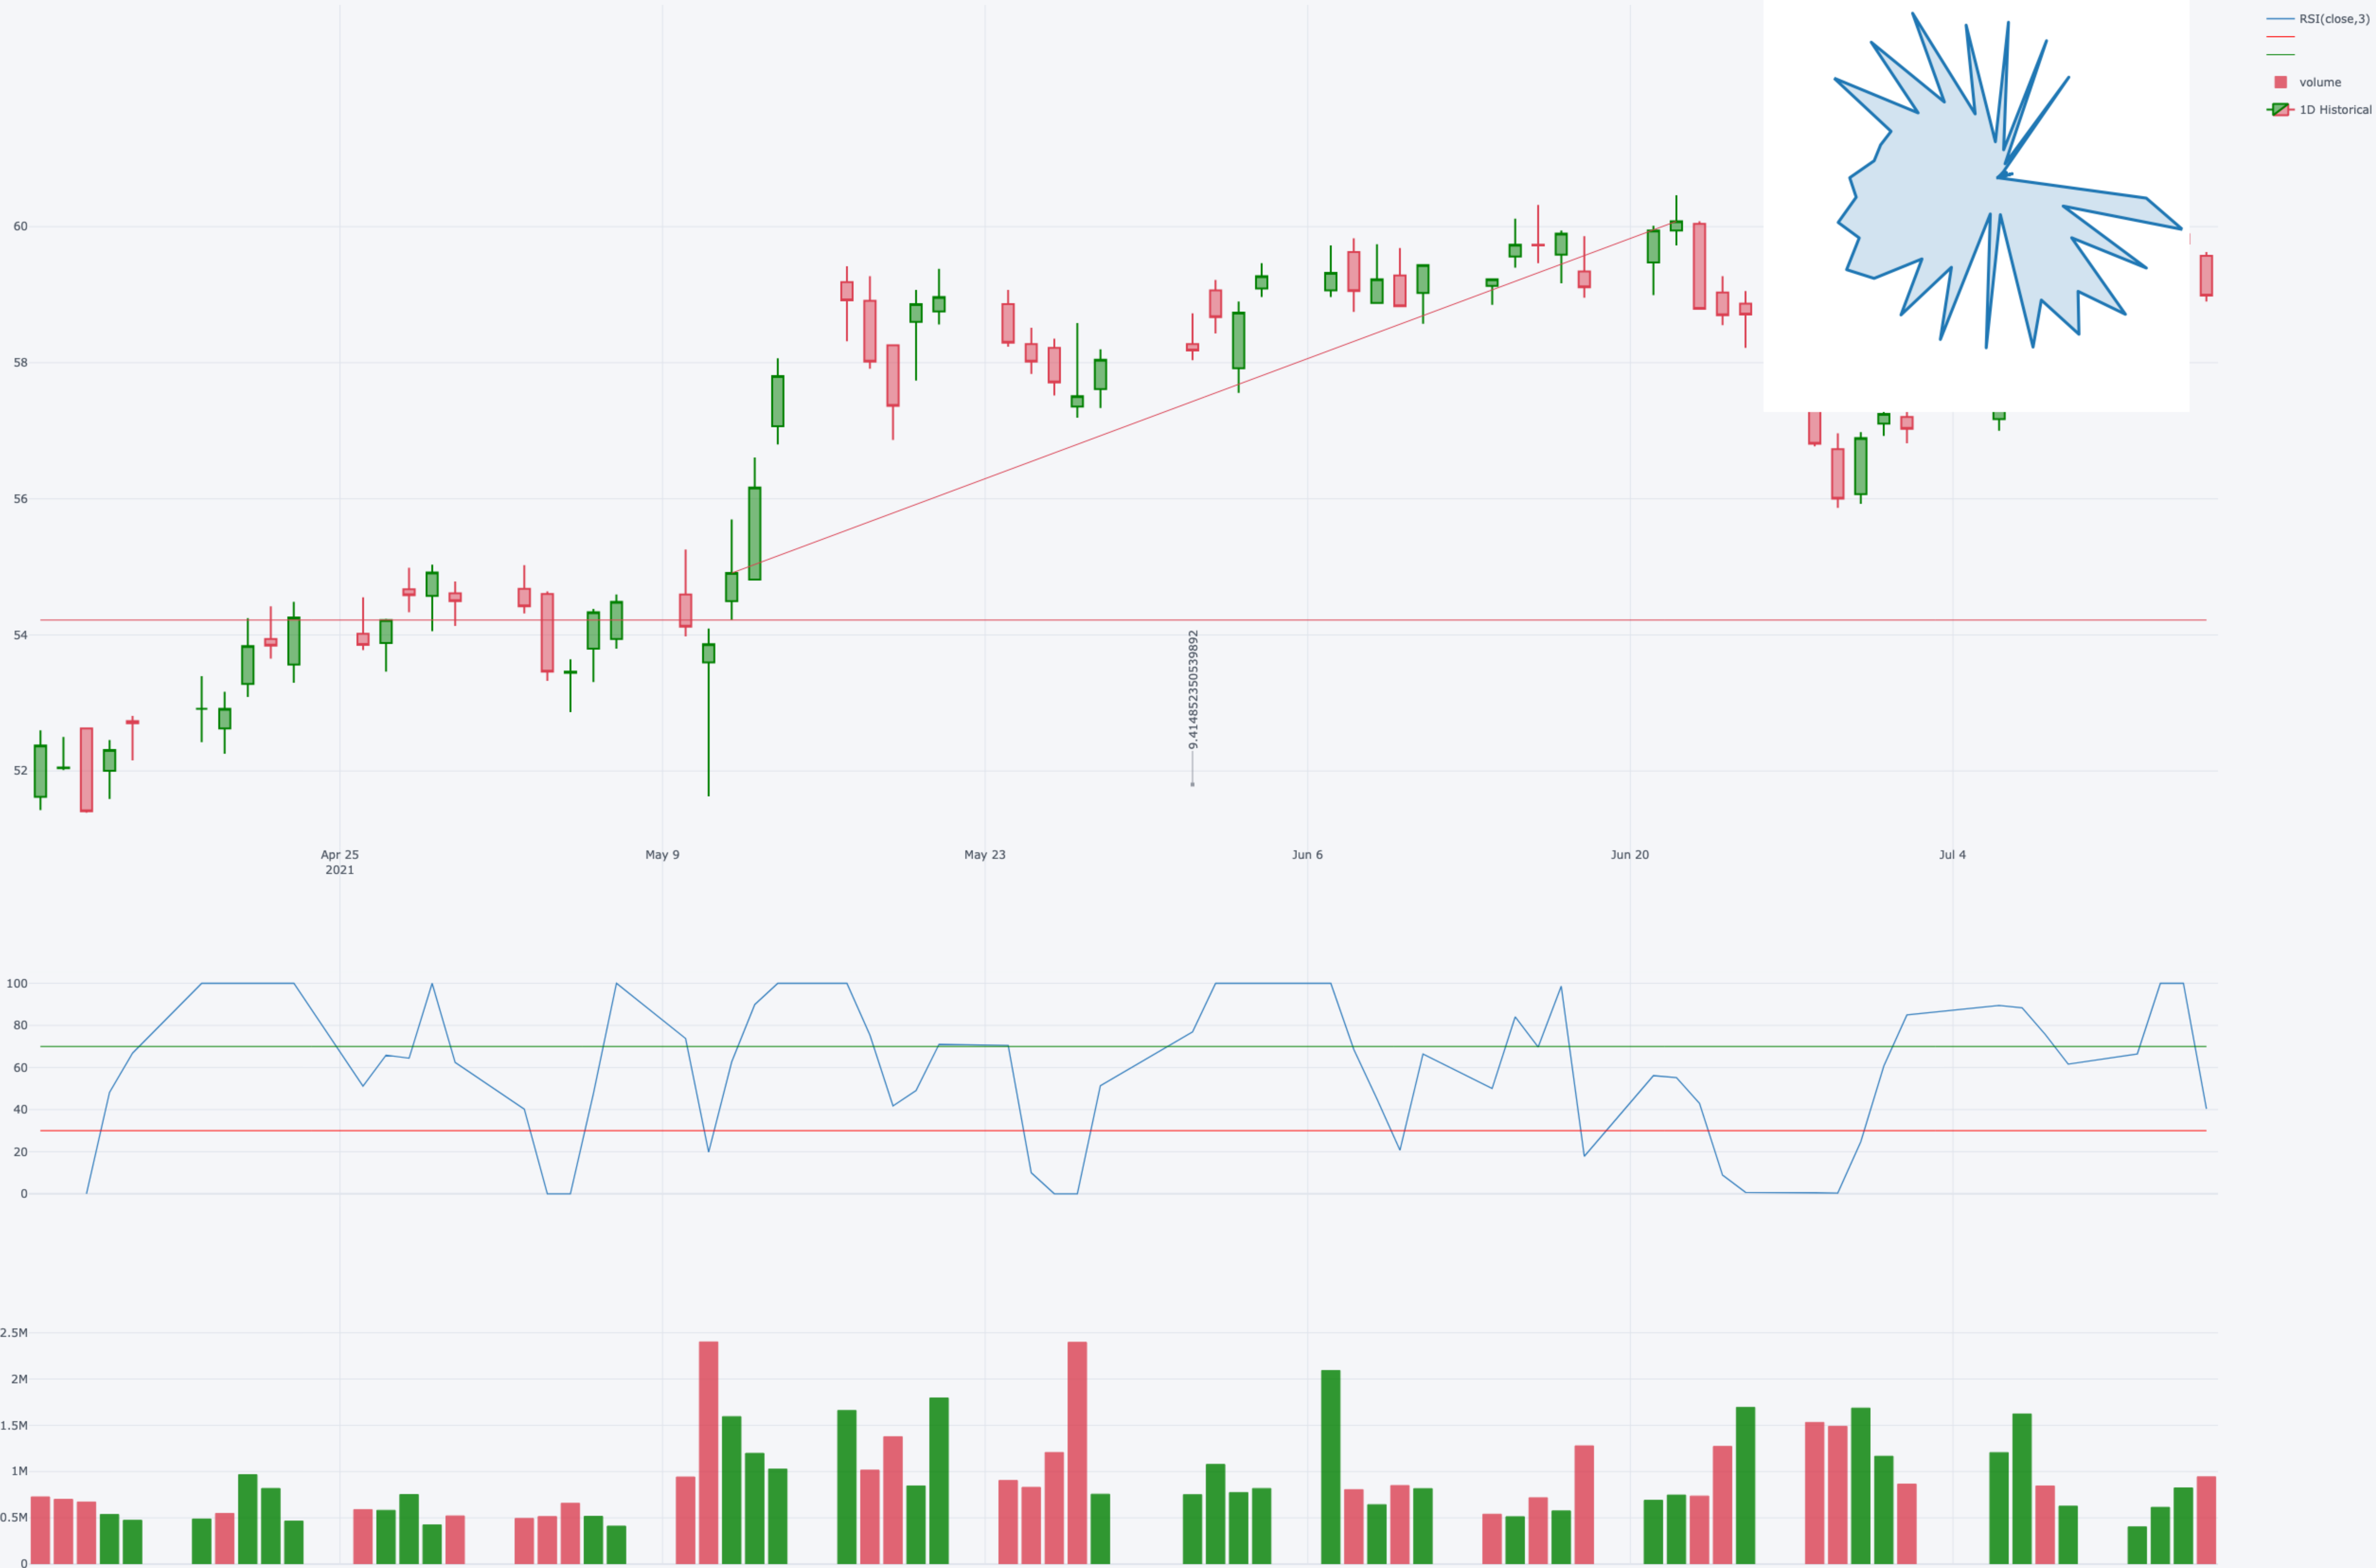 RSI(close,3)
volume
1D Historical
60
58
56
54
52
9.414852350539892
Apr 25
2021
May 9
May 23
Jun 6
Jun 20
Jul 4
100
80
60
40
20
0
2.5M
2M
1.5M
1M
0.5M
0